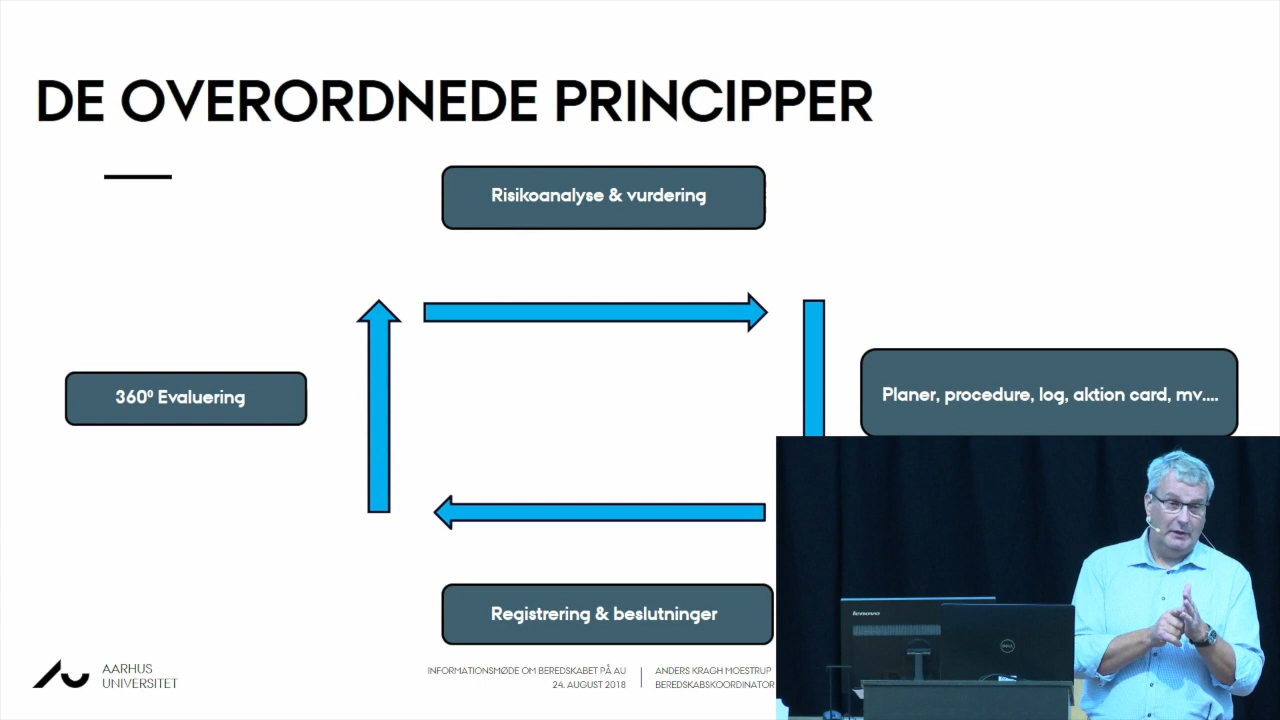 DE OVERORDNEDE PRINCIPPER
Risikoanalyse & vurdering
360º Evaluering
Planer, procedure, log, aktion card, mv....
Registrering & beslutninger
AARHUS
UNIVERSITET
INFORMATIONSMØDE OM BEREDSKABET PÅ AU
24. AUGUST 2018
ANDERS KRAGH MOESTRUP
BEREDSKABSKOORDINATOR
lenovo
DELL